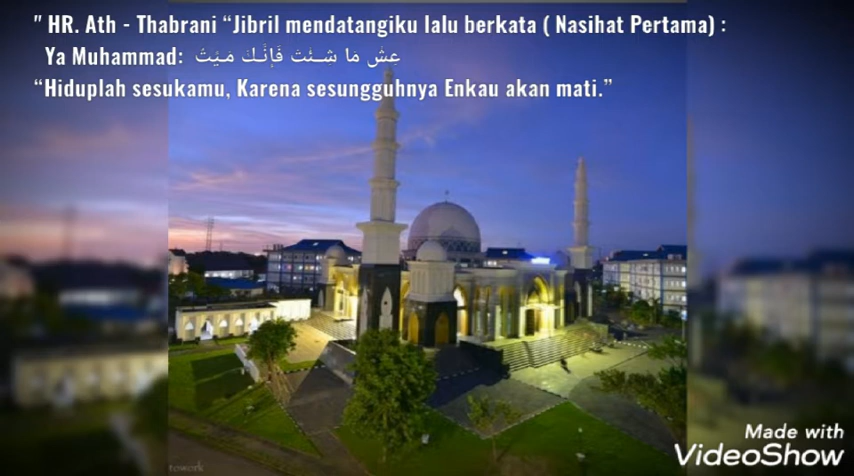 " HR. Ath - Thabrani “Jibril mendatangiku lalu berkata ( Nasihat Pertama) :
Ya Muhammad: عِشْ مَا شِئْتَ فَإِنَّكَ مَيْتٌ
“Hiduplah sesukamu, Karena sesungguhnya Enkau akan mati.”
towork
Made with
VideoShow